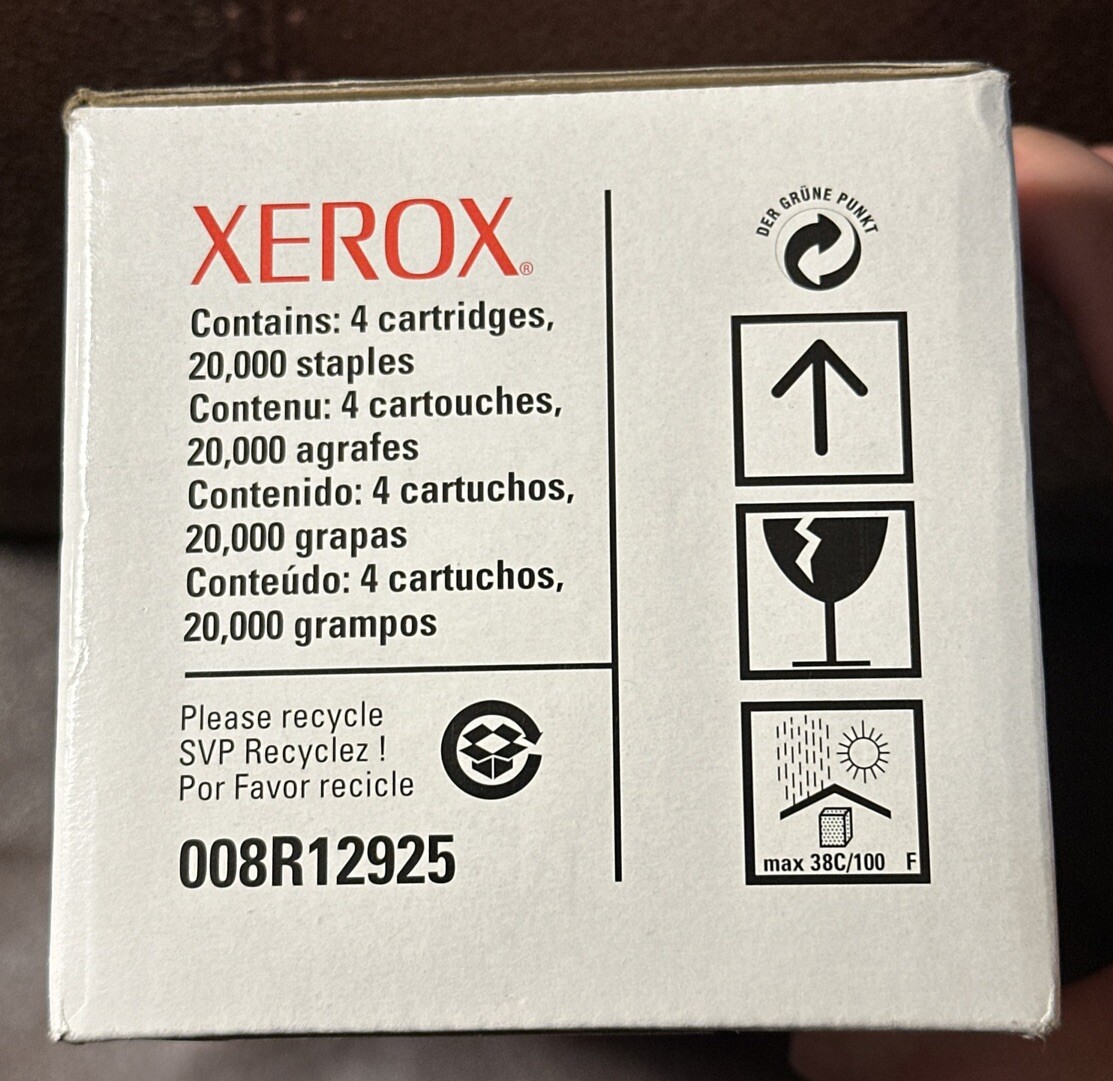 XEROX®
Contains: 4 cartridges,
20,000 staples
Contenu: 4 cartouches,
20,000 agrafes
Contenido: 4 cartuchos,
20,000 grapas
Conteúdo: 4 cartuchos,
20,000 grampos
Please recycle
SVP Recyclez !
Por Favor recicle
008R12925
DER GRÜNE PUNKT
max 38C/100 F